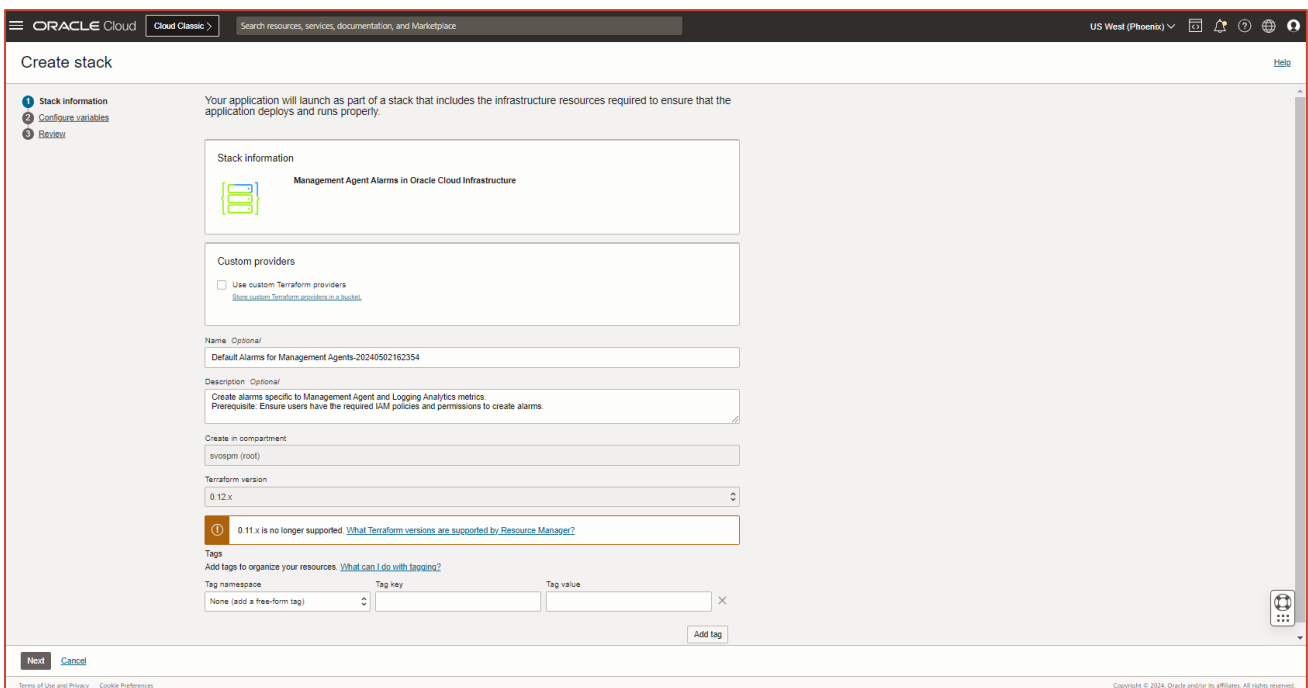 ORACLE Cloud
Cloud Classic >
Search resources, services, documentation, and Marketplace
US West (Phoenix)
Create stack
Help
1 Stack information
2 Configure variables
3 Review
Your application will launch as part of a stack that includes the infrastructure resources required to ensure that the
application deploys and runs properly.
Stack information
Management Agent Alarms in Oracle Cloud Infrastructure
Custom providers
Use custom Terraform providers
Store custom Terraform providers in a bucket.
Name Optional
Default Alarms for Management Agents-20240502162354
Description Optional
Create alarms specific to Management Agent and Logging Analytics metrics.
Prerequisite: Ensure users have the required IAM policies and permissions to create alarms.
Create in compartment
svospm (root)
Terraform version
0.12.x
0.11.x is no longer supported. What Terraform versions are supported by Resource Manager?
Tags
Add tags to organize your resources. What can I do with tagging?
Tag namespace
Tag key
Tag value
None (add a free-form tag)
Add tag
Next
Cancel
Terms of Use and Privacy
Cookie Preferences
Copyright © 2024, Oracle and/or its affiliates. All rights reserved.